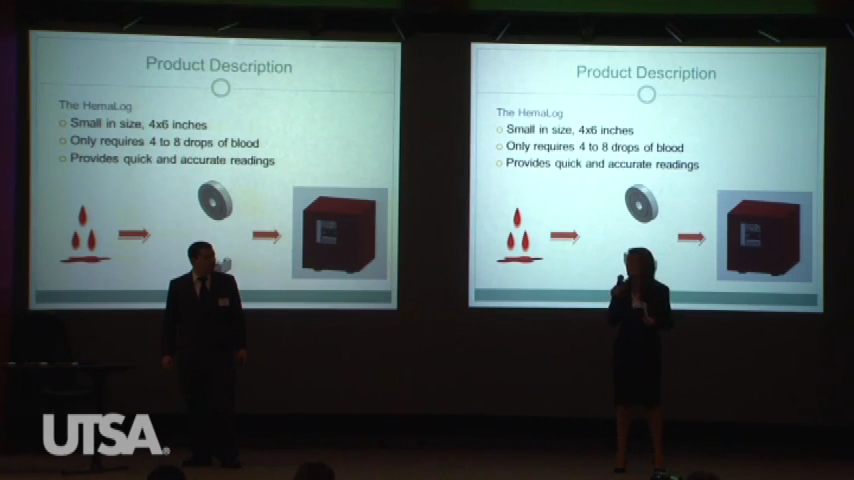 Product Description
The HemaLog
Small in size, 4x6 inches
Only requires 4 to 8 drops of blood
Provides quick and accurate readings
Product Description
The HemaLog
Small in size, 4x6 inches
Only requires 4 to 8 drops of blood
Provides quick and accurate readings
UTSA®